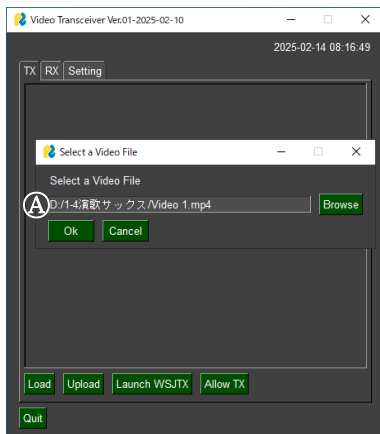 Video Transceiver Ver.01-2025-02-10
2025-02-14 08:16:49
TX RX Setting
Select a Video File
Select a Video File
Ⓐ D:/1-4演歌サックス/Video 1.mp4 Browse
Ok Cancel
Load Upload Launch WSJTX Allow TX
Quit